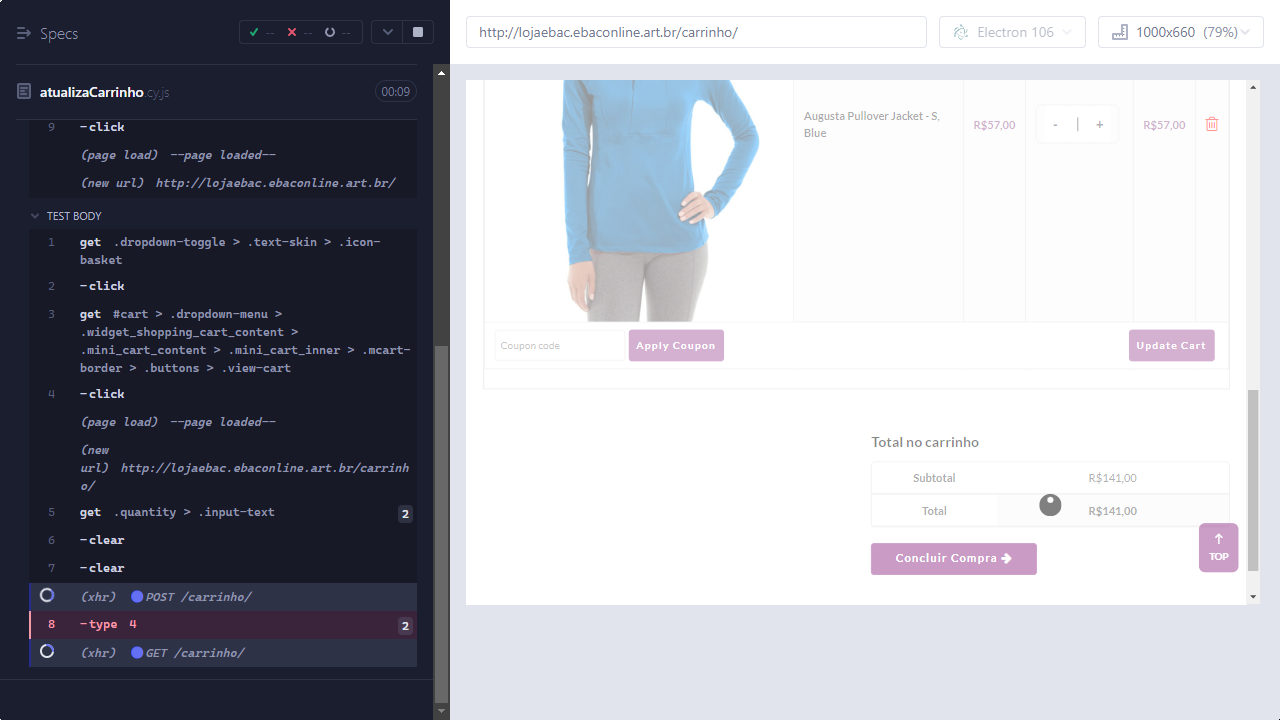 Specs
--
--
--
atualizaCarrinho.cy.js
00:09
9 -click
(page load) --page loaded--
(new url) http://lojaebac.ebaconline.art.br/
TEST BODY
1 get .dropdown-toggle > .text-skin > .icon-
basket
2 -click
3 get #cart > .dropdown-menu >
.widget_shopping_cart_content >
.mini_cart_content > .mini_cart_inner > .mcart-
border > .buttons > .view-cart
4 -click
(page load) --page loaded--
(new
url) http://lojaebac.ebaconline.art.br/carrinh
o/
5 get .quantity > .input-text 2
6 -clear
7 -clear
(xhr) POST /carrinho/
8 -type 4 2
(xhr) GET /carrinho/
http://lojaebac.ebaconline.art.br/carrinho/
Electron 106
1000x660 (79%)
Augusta Pullover Jacket - S,
Blue
R$57,00
- | +
R$57,00
Coupon code
Apply Coupon
Update Cart
Total no carrinho
Subtotal R$141,00
Total R$141,00
Concluir Compra
TOP